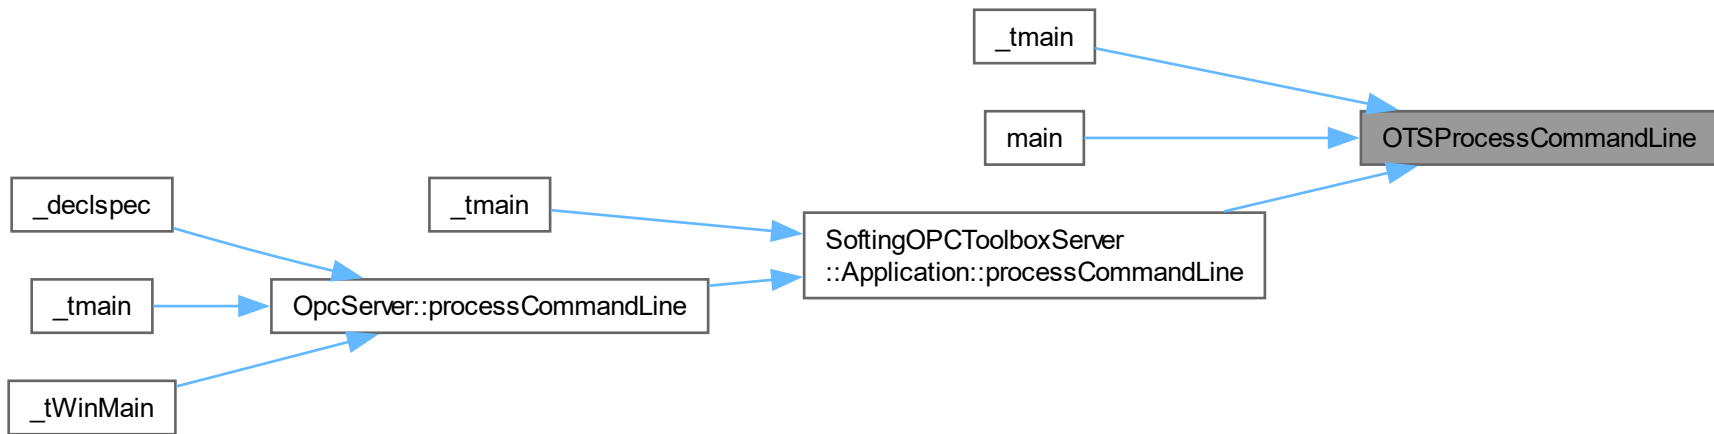 _tmain
main
OTSProcessCommandLine
_declspec
_tmain
SoftingOPCToolboxServer
::Application::processCommandLine
_tmain
OpcServer::processCommandLine
_tWinMain